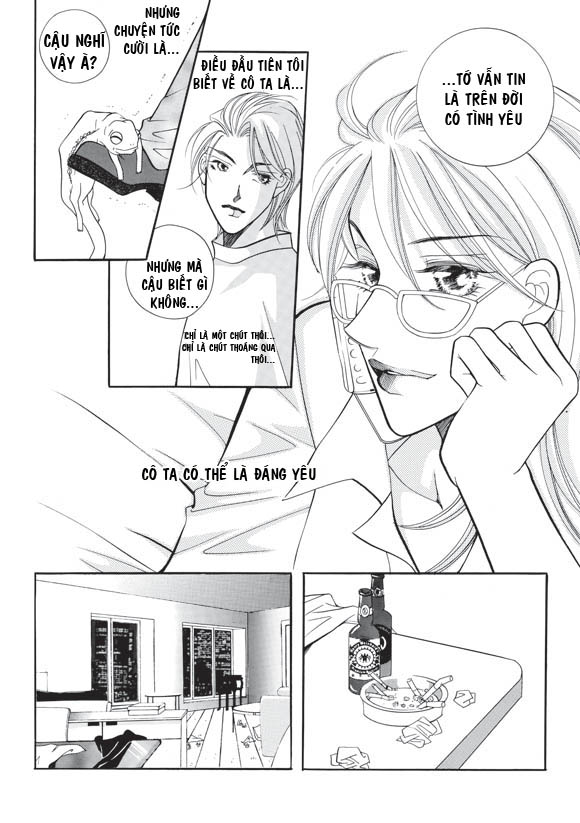 CẬU NGHĨ
VẬY À?
NHƯNG
CHUYỆN TỨC
CƯỜI LÀ...
ĐIỀU ĐẦU TIÊN TÔI
BIẾT VỀ CÔ TA LÀ...
...TỚ VẪN TIN
LÀ TRÊN ĐỜI
CÓ TÌNH YÊU
NHƯNG MÀ
CẬU BIẾT GÌ
KHÔNG...
CHỈ LÀ MỘT CHÚT THÔI...
CHỈ LÀ CHÚT THOÁNG QUA
THÔI...
CÔ TA CÓ THỂ LÀ ĐÁNG YÊU